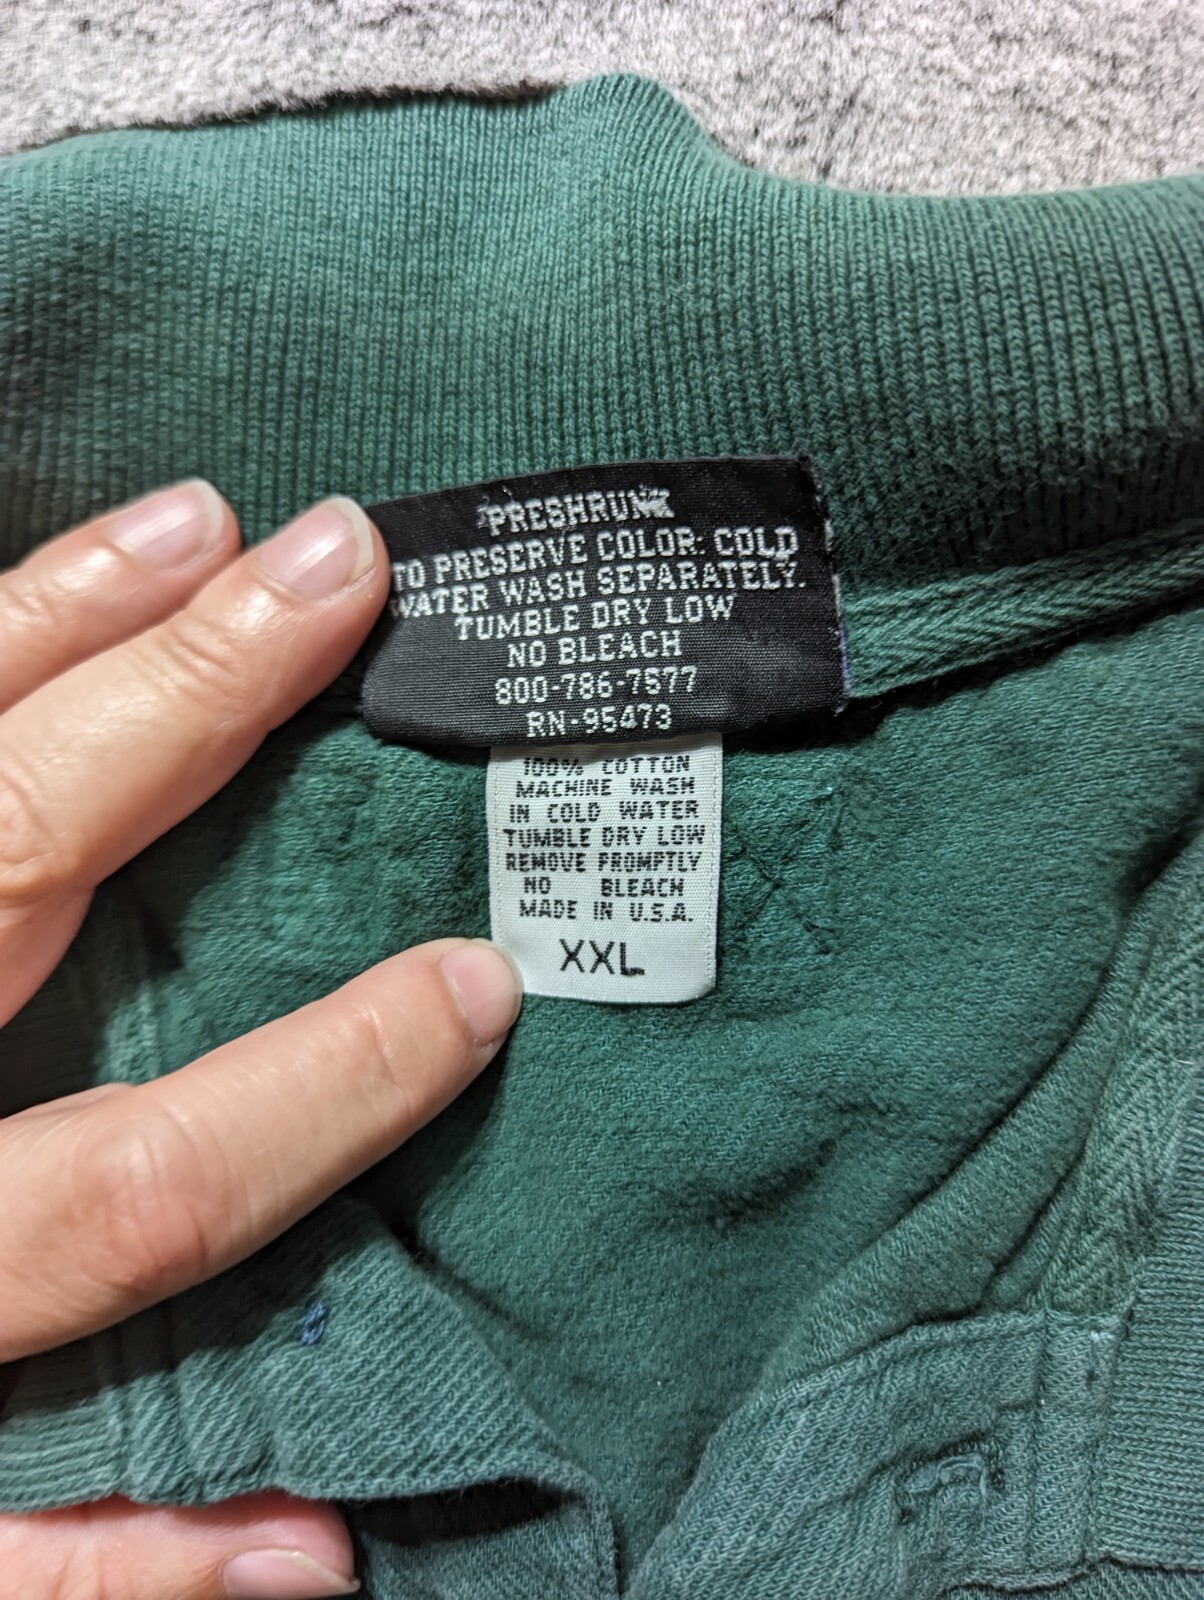 PRESHRUNK
TO PRESERVE COLOR: COLD
WATER WASH SEPARATELY.
TUMBLE DRY LOW
NO BLEACH
800-786-7577
RN-95473
100% COTTON
MACHINE WASH
IN COLD WATER
TUMBLE DRY LOW
REMOVE PROMPTLY
NO BLEACH
MADE IN U.S.A.
XXL